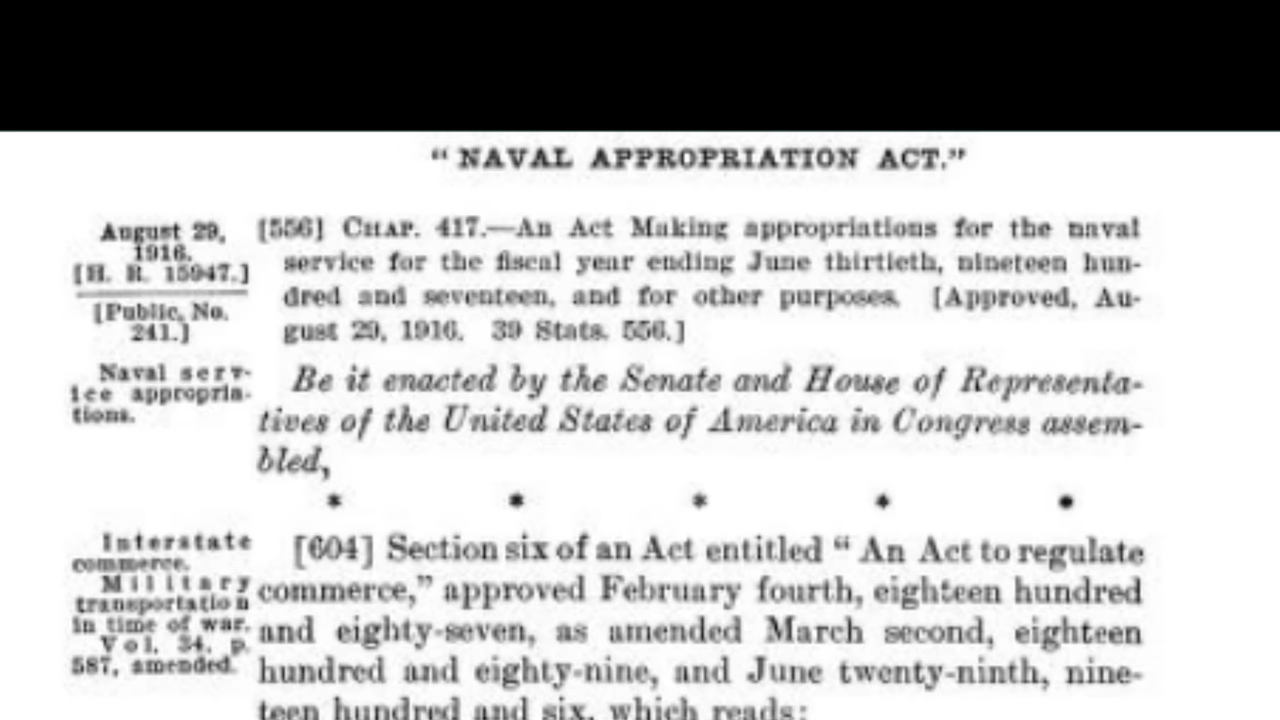 “ NAVAL APPROPRIATION ACT.”
August 29,
1916.
[H. R. 15947.]
[Public, No.
241.]
[556] CHAP. 417.—An Act Making appropriations for the naval
service for the fiscal year ending June thirtieth, nineteen hun-
dred and seventeen, and for other purposes. [Approved, Au-
gust 29, 1916. 39 Stats. 556.]
Naval serv-
ice appropria-
tions.
Be it enacted by the Senate and House of Representa-
tives of the United States of America in Congress assem-
bled,
* * * * *
Interstate
commerce.
Military
transportation
in time of war.
Vol. 34, p.
587, amended.
[604] Section six of an Act entitled “ An Act to regulate
commerce,” approved February fourth, eighteen hundred
and eighty-seven, as amended March second, eighteen
hundred and eighty-nine, and June twenty-ninth, nine-
teen hundred and six, which reads: